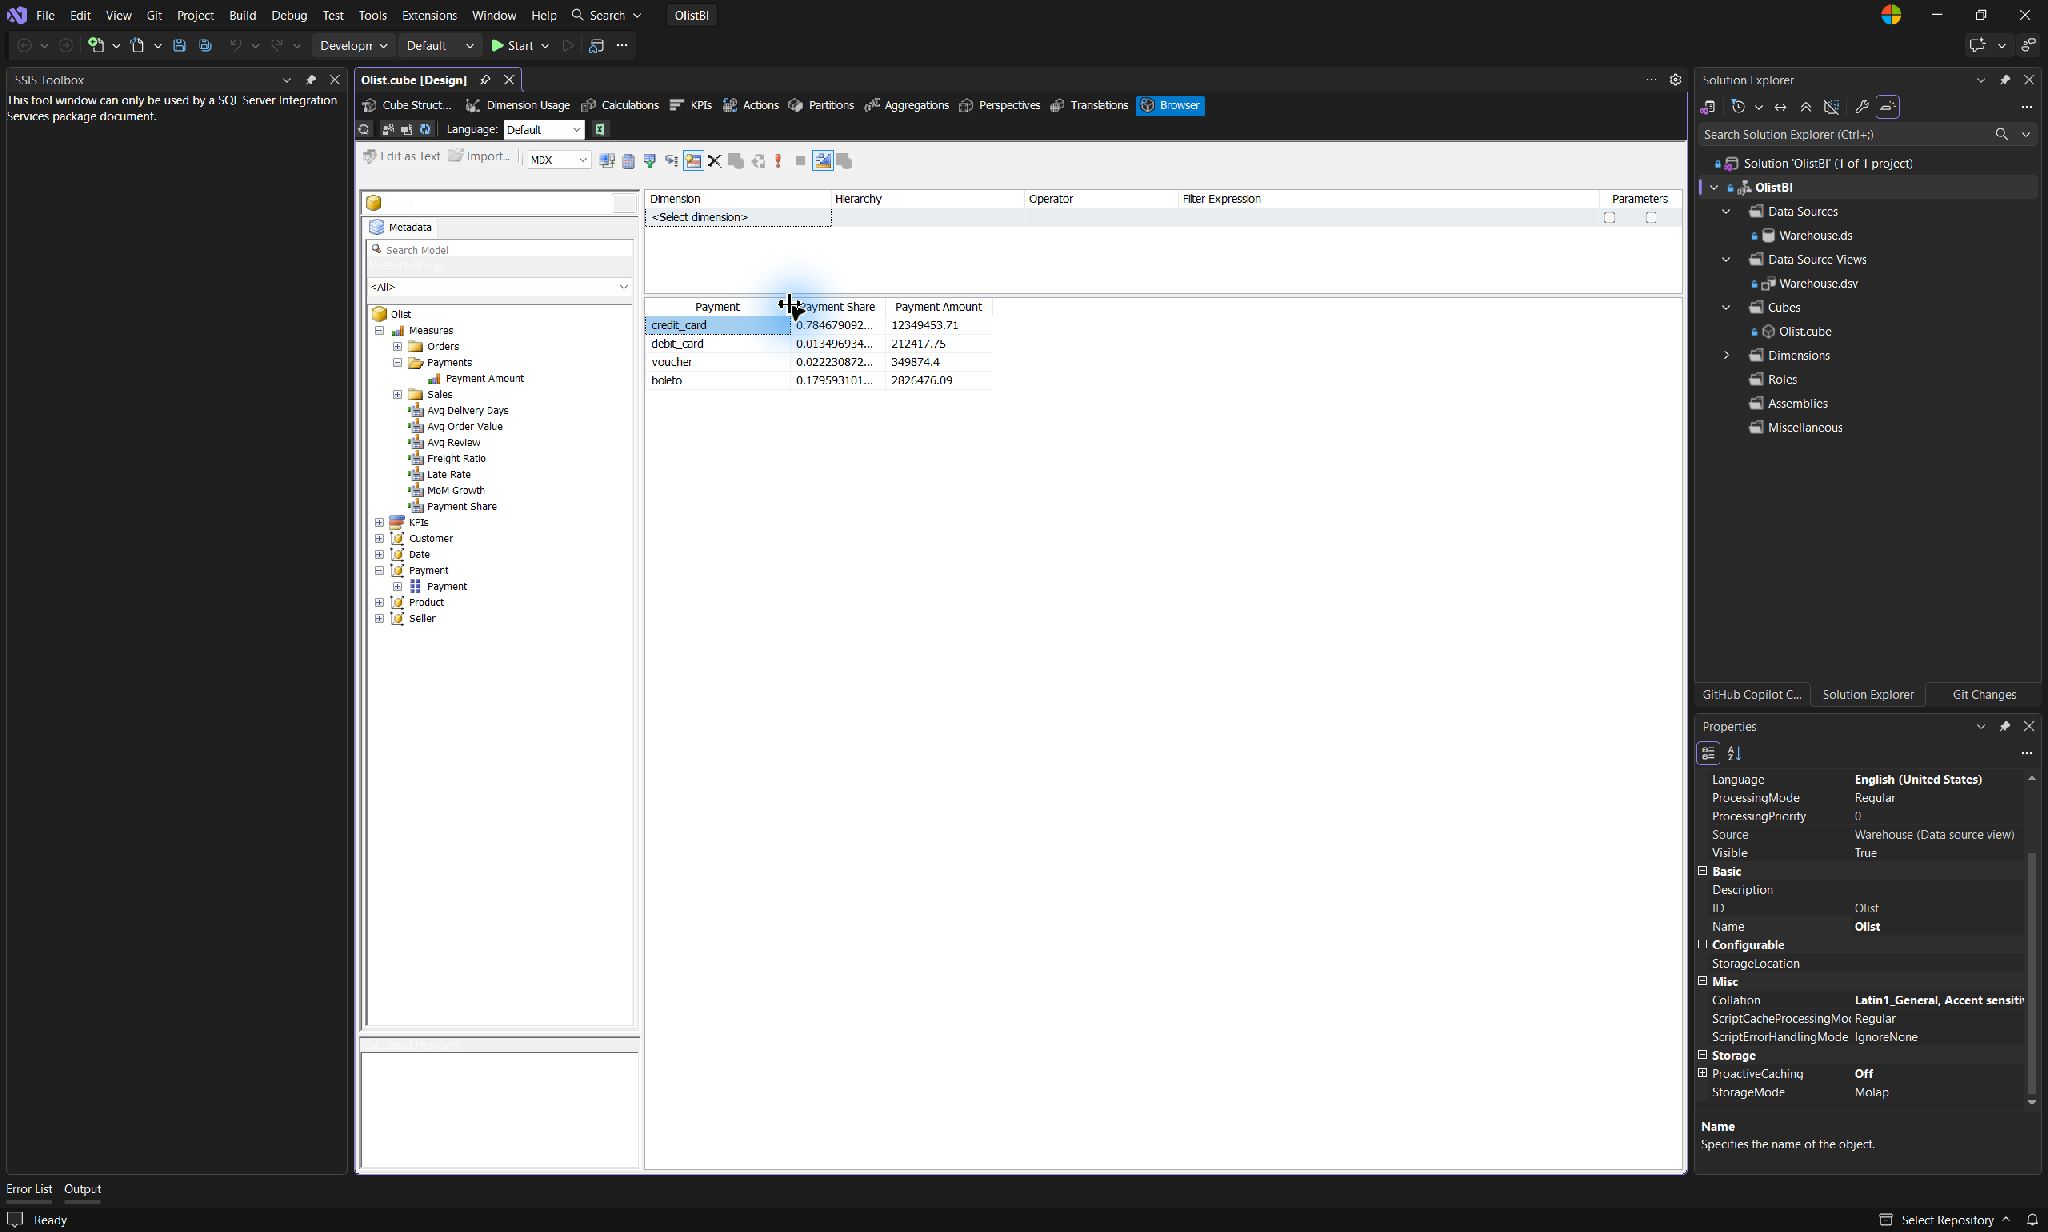 File Edit View Git Project Build Debug Test Tools Extensions Window Help Search OlistBI
Developm Default Start
SSIS Toolbox
This tool window can only be used by a SQL Server Integration
Services package document.
Olist.cube [Design]
Cube Struct... Dimension Usage Calculations KPIs Actions Partitions Aggregations Perspectives Translations Browser
Language: Default
Edit as Text Import... MDX
Metadata
Search Model
Measure Group:
<All>
Olist
Measures
Orders
Payments
Payment Amount
Sales
Avg Delivery Days
Avg Order Value
Avg Review
Freight Ratio
Late Rate
MoM Growth
Payment Share
KPIs
Customer
Date
Payment
Payment
Product
Seller
Calculated Members
Dimension Hierarchy Operator Filter Expression Parameters
<Select dimension>
Payment Payment Share Payment Amount
credit_card 0.784679092... 12349453.71
debit_card 0.013496934... 212417.75
voucher 0.022230872... 349874.4
boleto 0.179593101... 2826476.09
Solution Explorer
Search Solution Explorer (Ctrl+;)
Solution 'OlistBI' (1 of 1 project)
OlistBI
Data Sources
Warehouse.ds
Data Source Views
Warehouse.dsv
Cubes
Olist.cube
Dimensions
Roles
Assemblies
Miscellaneous
GitHub Copilot C... Solution Explorer Git Changes
Properties
Language English (United States)
ProcessingMode Regular
ProcessingPriority 0
Source Warehouse (Data source view)
Visible True
Basic
Description
ID Olist
Name Olist
Configurable
StorageLocation
Misc
Collation Latin1_General, Accent sensiti
ScriptCacheProcessingMo Regular
ScriptErrorHandlingMode IgnoreNone
Storage
ProactiveCaching Off
StorageMode Molap
Name
Specifies the name of the object.
Error List Output
Ready
Select Repository